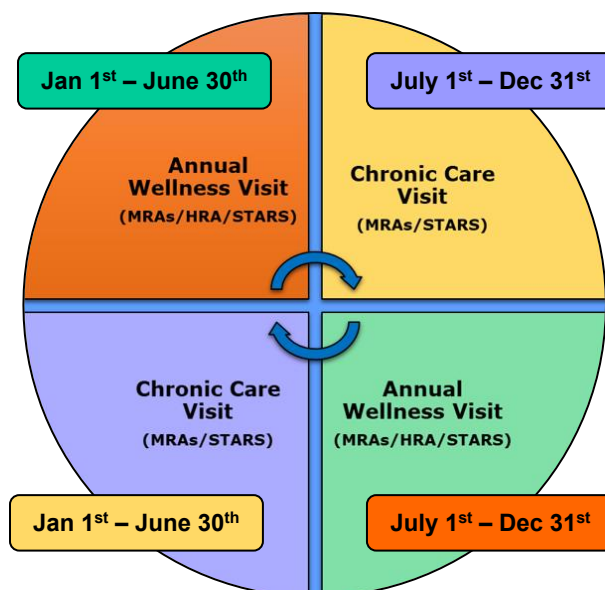 Jan 1st – June 30th
July 1st – Dec 31st
Annual
Wellness Visit
(MRAs/HRA/STARS)
Chronic Care
Visit
(MRAs/STARS)
Chronic Care
Visit
(MRAs/STARS)
Annual
Wellness Visit
(MRAs/HRA/STARS)
Jan 1st – June 30th
July 1st – Dec 31st